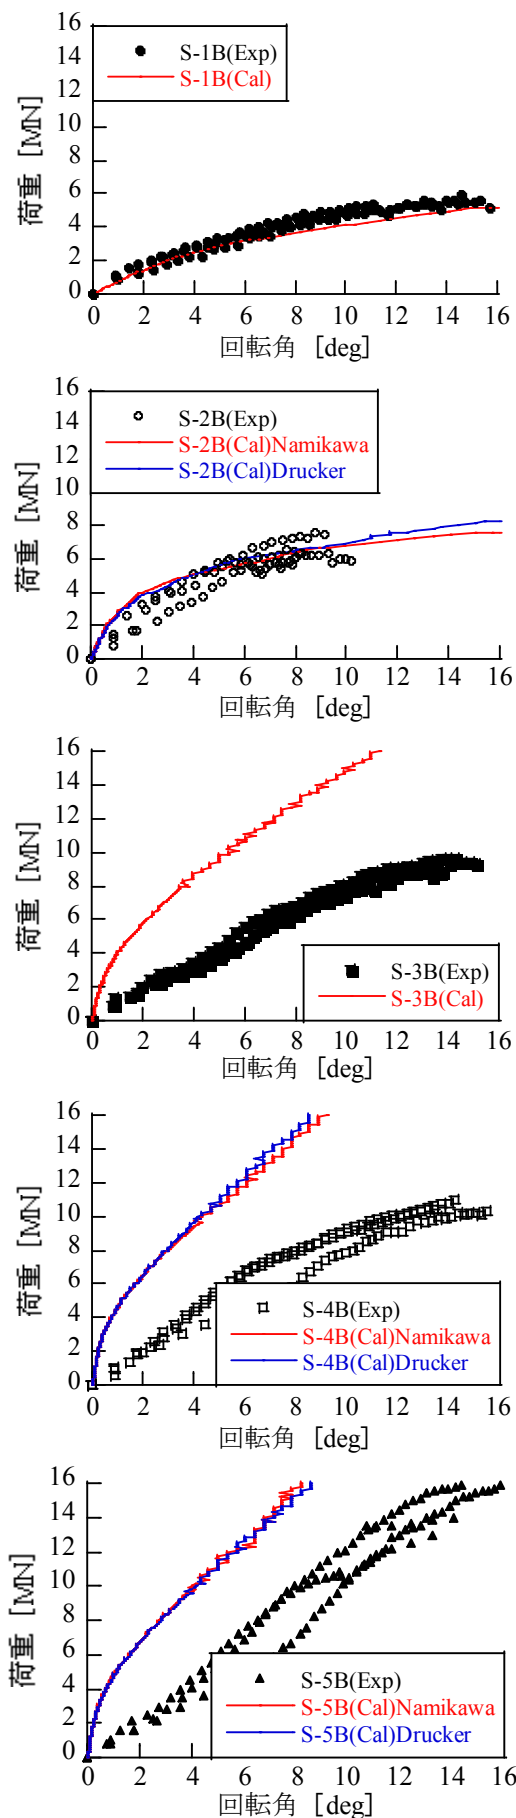 16
14
12
10
8
6
4
2
0
荷重 [MN]
S-1B(Exp)
S-1B(Cal)
0 2 4 6 8 10 12 14 16
回転角 [deg]
16
14
12
10
8
6
4
2
0
荷重 [MN]
S-2B(Exp)
S-2B(Cal)Namikawa
S-2B(Cal)Drucker
0 2 4 6 8 10 12 14 16
回転角 [deg]
16
14
12
10
8
6
4
2
0
荷重 [MN]
S-3B(Exp)
S-3B(Cal)
0 2 4 6 8 10 12 14 16
回転角 [deg]
16
14
12
10
8
6
4
2
0
荷重 [MN]
S-4B(Exp)
S-4B(Cal)Namikawa
S-4B(Cal)Drucker
0 2 4 6 8 10 12 14 16
回転角 [deg]
16
14
12
10
8
6
4
2
0
荷重 [MN]
S-5B(Exp)
S-5B(Cal)Namikawa
S-5B(Cal)Drucker
0 2 4 6 8 10 12 14 16
回転角 [deg]